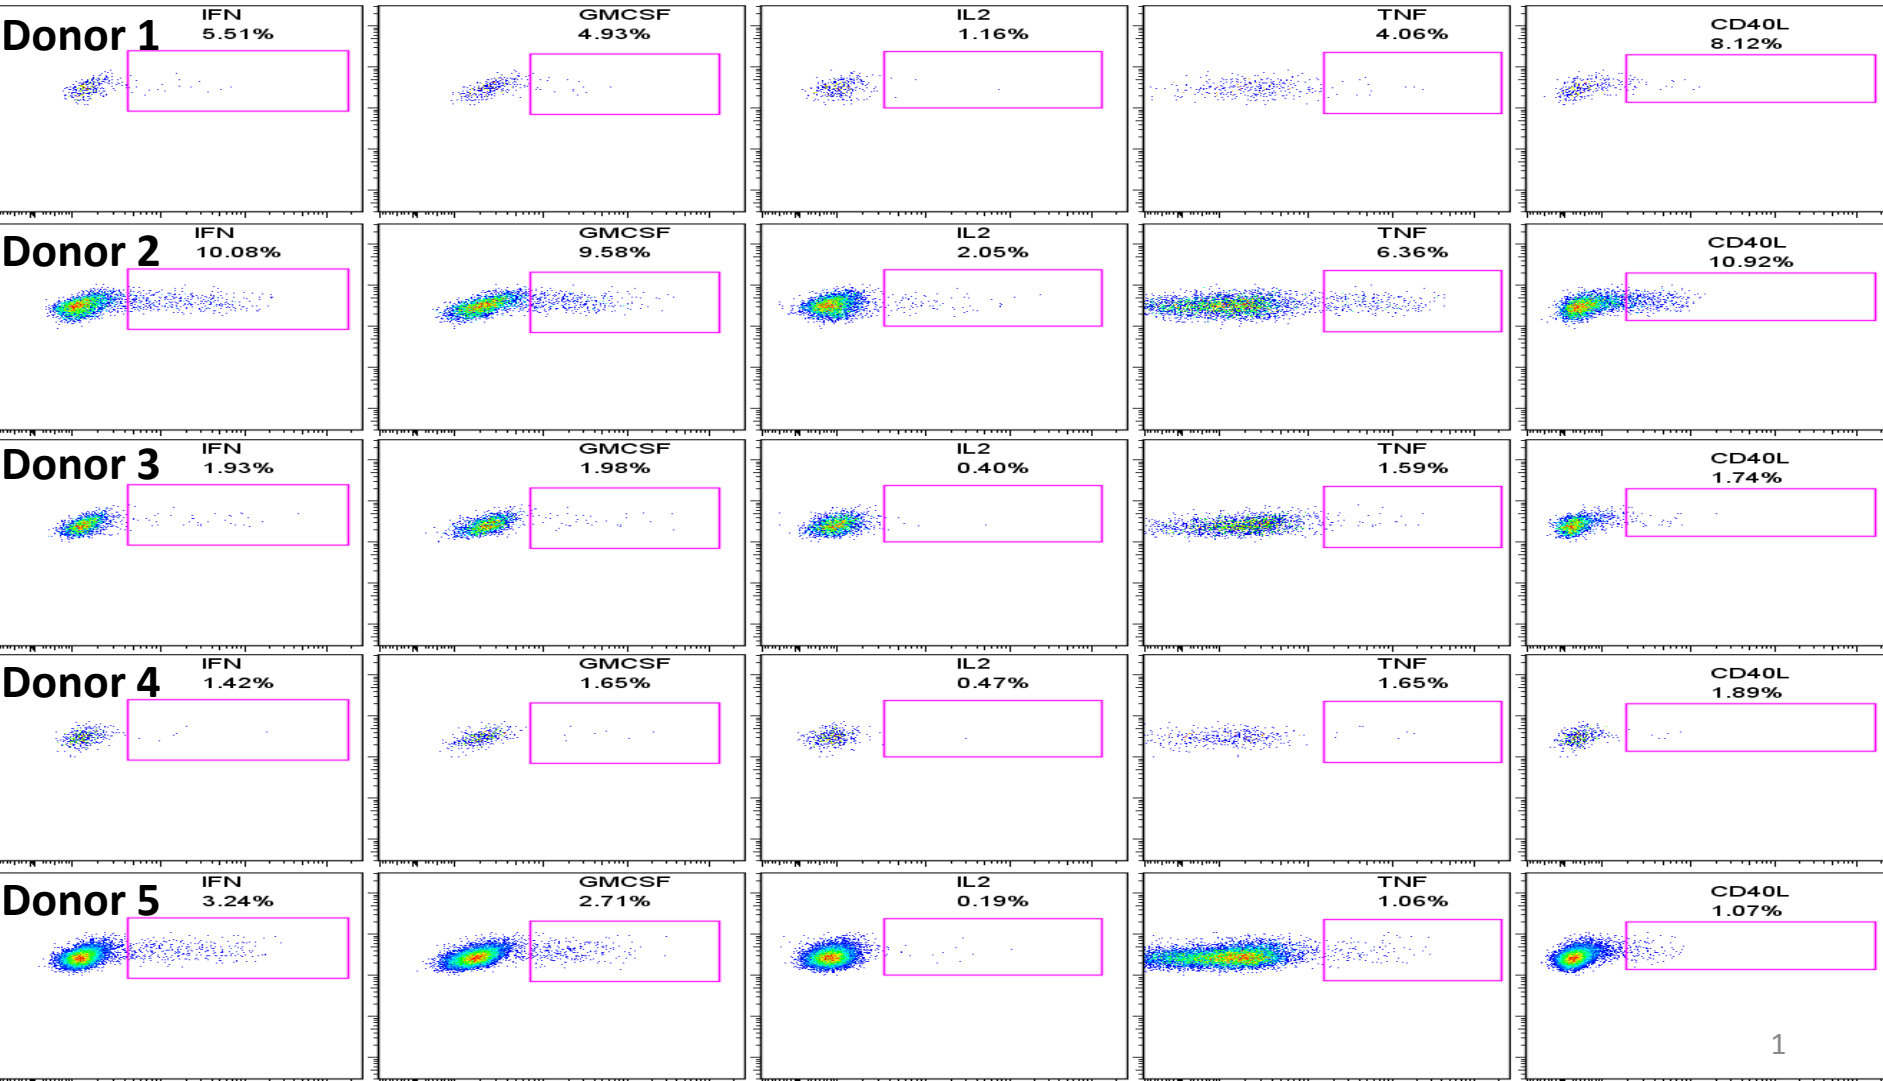 Donor 1
IFN
5.51%
GMCSF
4.93%
IL2
1.16%
TNF
4.06%
CD40L
8.12%
Donor 2
IFN
10.08%
GMCSF
9.58%
IL2
2.05%
TNF
6.36%
CD40L
10.92%
Donor 3
IFN
1.93%
GMCSF
1.98%
IL2
0.40%
TNF
1.59%
CD40L
1.74%
Donor 4
IFN
1.42%
GMCSF
1.65%
IL2
0.47%
TNF
1.65%
CD40L
1.89%
Donor 5
IFN
3.24%
GMCSF
2.71%
IL2
0.19%
TNF
1.06%
CD40L
1.07%
1